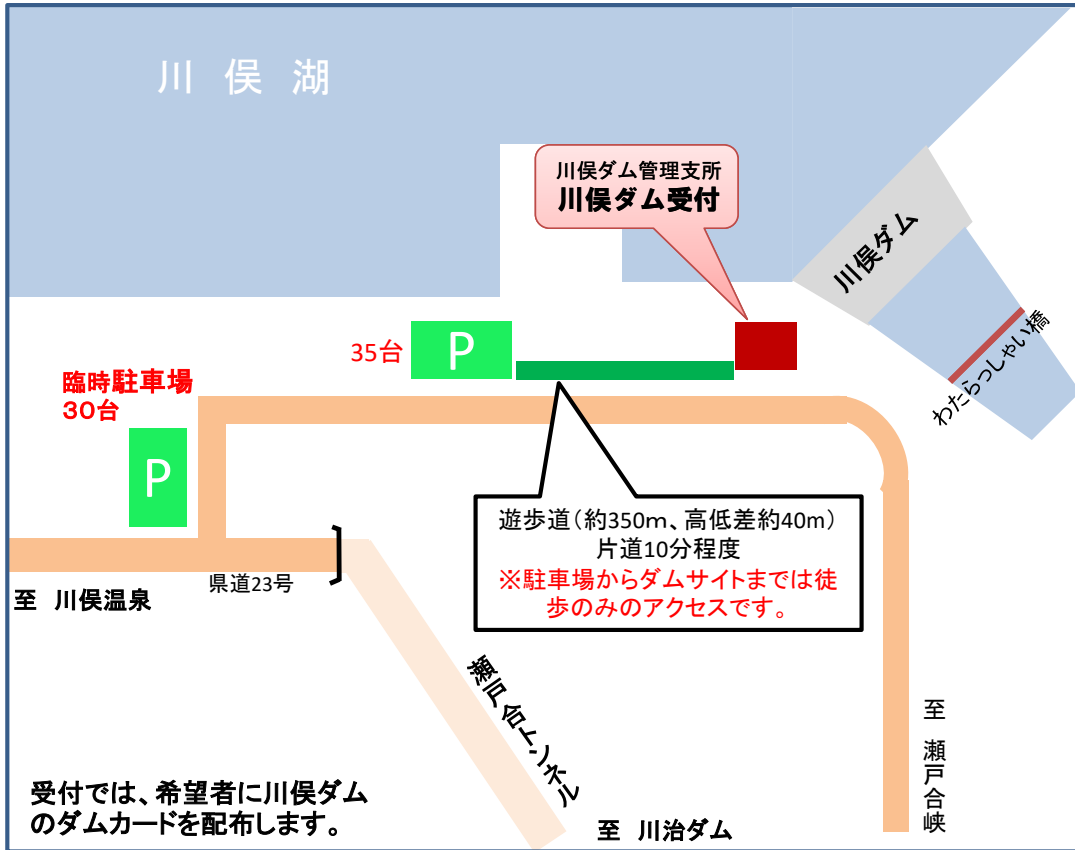 川 俣 湖
川俣ダム管理支所
川俣ダム受付
川俣ダム
わたらっしゃい橋
35台
P
臨時駐車場
30台
P
遊歩道（約350ｍ、高低差約40m）
片道10分程度
※駐車場からダムサイトまでは徒
歩のみのアクセスです。
県道23号
至 川俣温泉
瀬戸合トンネル
至 瀬戸合峡
受付では、希望者に川俣ダム
のダムカードを配布します。
至 川治ダム